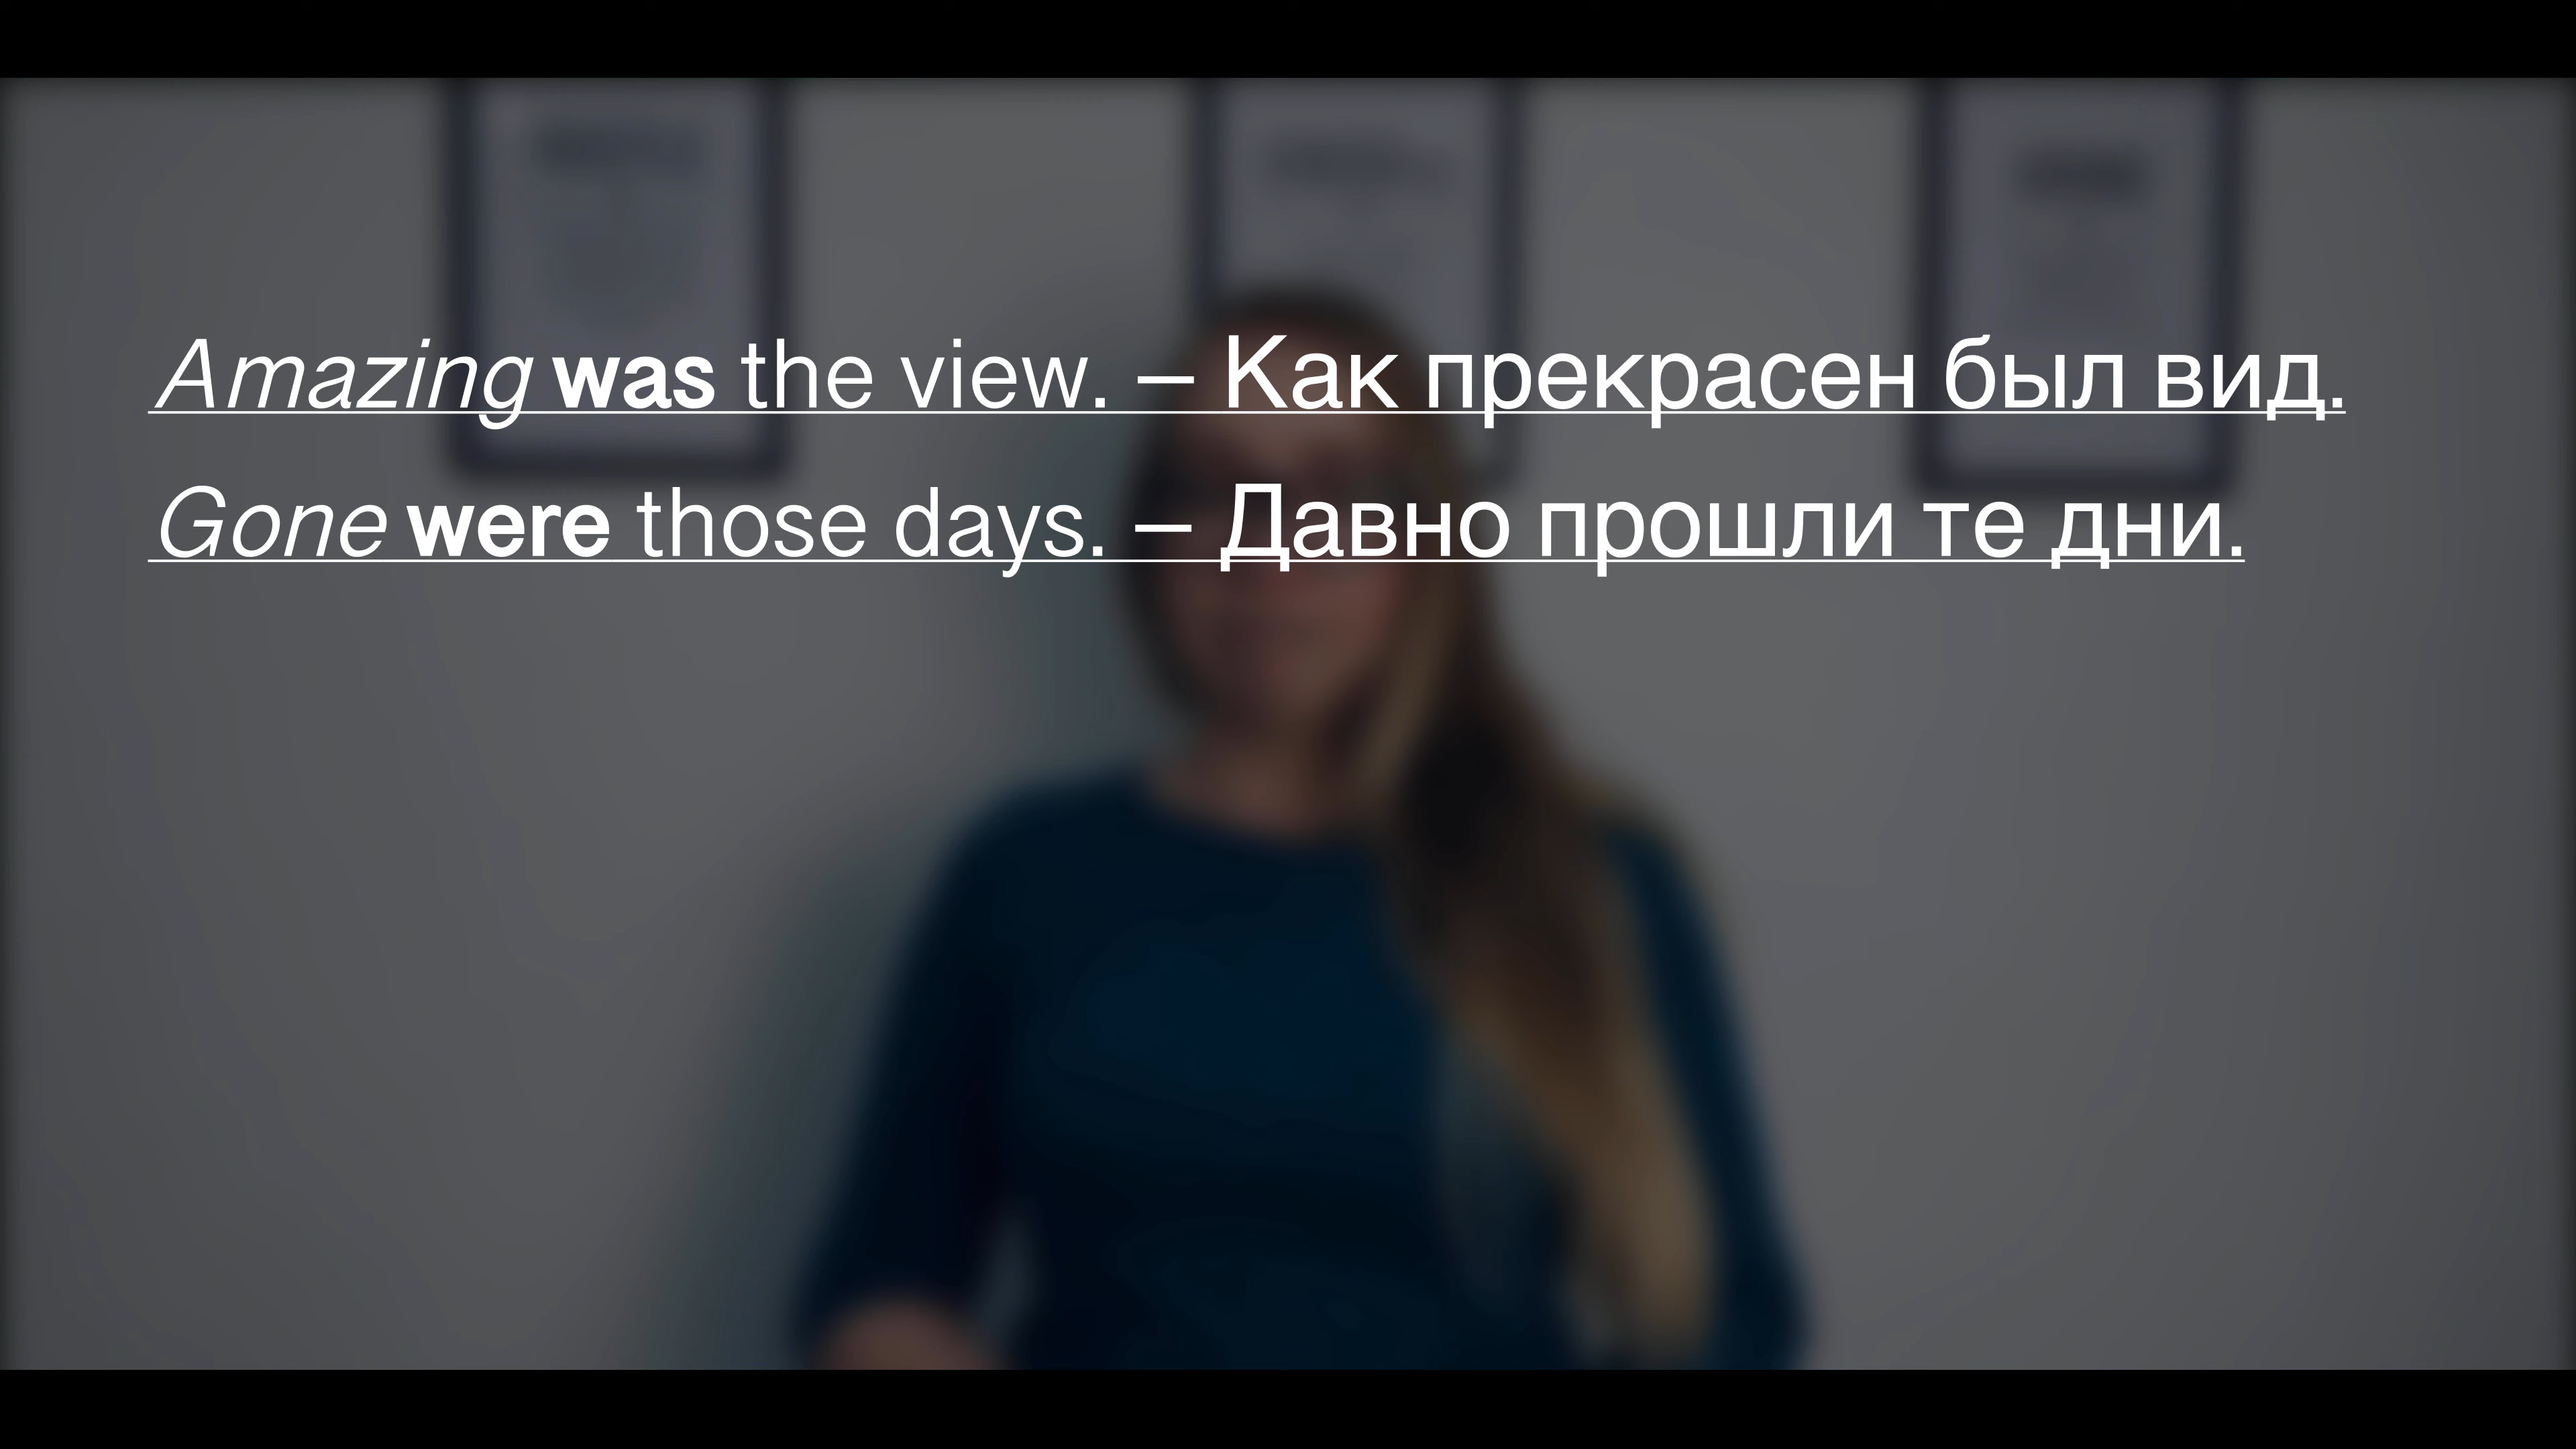 Amazing was the view. – Как прекрасен был вид.
Gone were those days. – Давно прошли те дни.